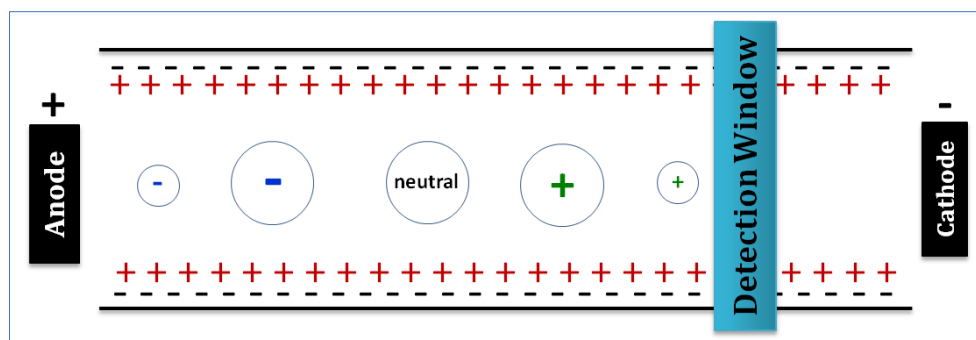 +
Anode
-
-
neutral
+
+
Detection Window
-
Cathode